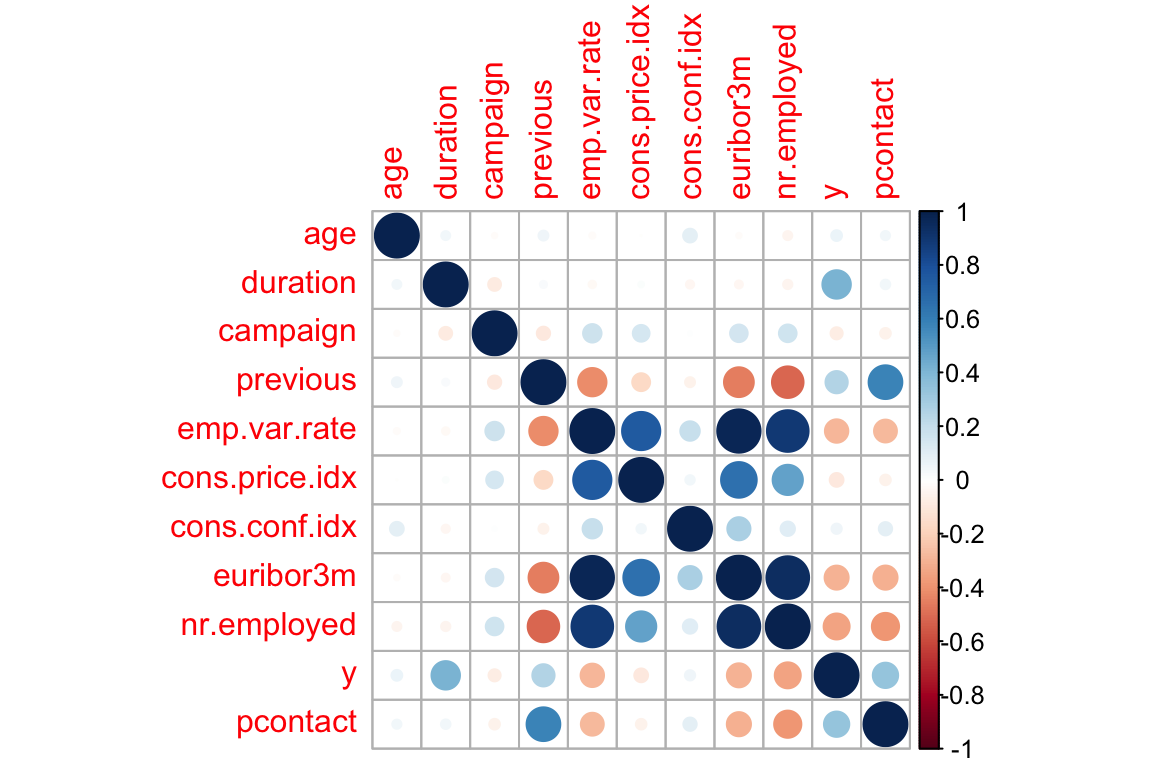 age
duration
campaign
previous
emp.var.rate
cons.price.idx
cons.conf.idx
euribor3m
nr.employed
y
pcontact
age
duration
campaign
previous
emp.var.rate
cons.price.idx
cons.conf.idx
euribor3m
nr.employed
y
pcontact
1
0.8
0.6
0.4
0.2
0
-0.2
-0.4
-0.6
-0.8
-1